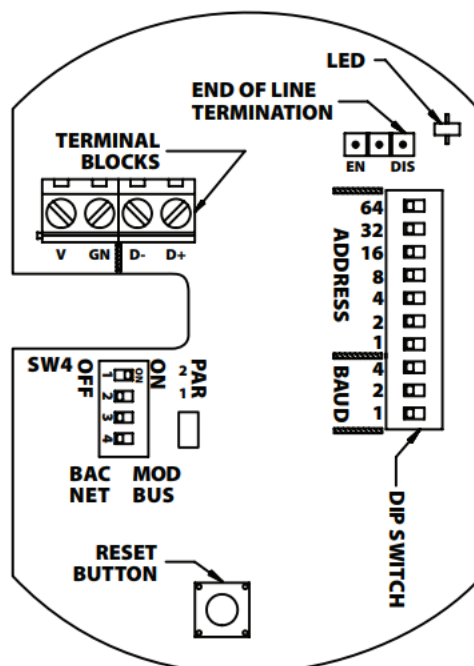 LED
END OF LINE
TERMINATION
EN DIS
TERMINAL
BLOCKS
V GN D- D+
ADDRESS
64
32
16
8
4
2
1
BAUD
4
2
1
DIP SWITCH
SW4
OFF
ON
1 ON
2
3
4
PAR
2
1
BAC
NET
MOD
BUS
RESET
BUTTON